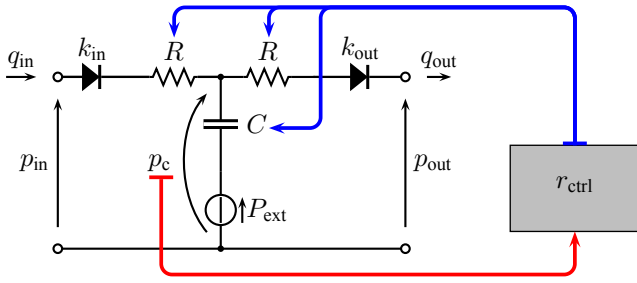 q_in k_in R R k_out q_out
C
p_in p_c p_out r_ctrl
P_ext